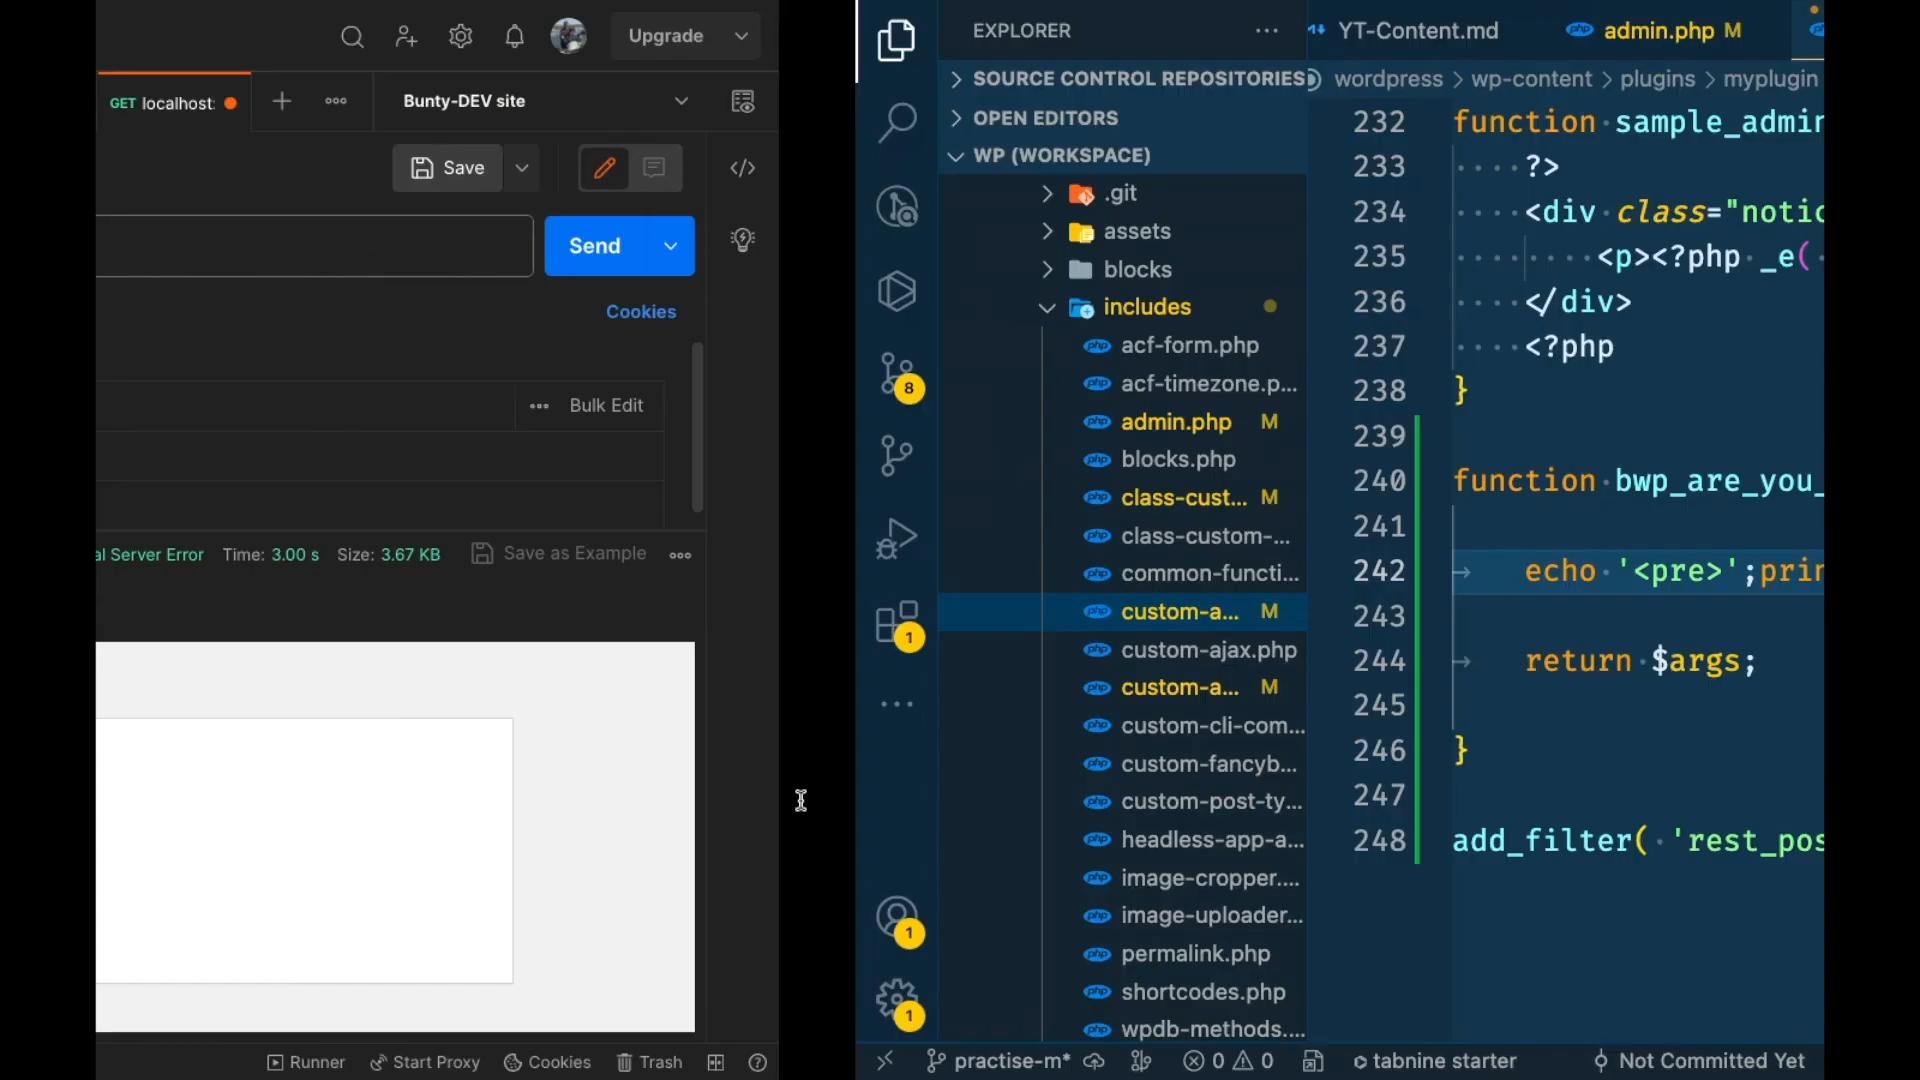 Upgrade
GET localhost:
Bunty-DEV site
Save
Send
Cookies
Bulk Edit
al Server Error Time: 3.00 s Size: 3.67 KB Save as Example
Runner Start Proxy Cookies Trash
EXPLORER
SOURCE CONTROL REPOSITORIES
OPEN EDITORS
WP (WORKSPACE)
.git
assets
blocks
includes
acf-form.php
acf-timezone.p...
admin.php M
blocks.php
class-cust... M
class-custom-...
common-functi...
custom-a... M
custom-ajax.php
custom-a... M
custom-cli-com...
custom-fancyb...
custom-post-ty...
headless-app-a...
image-cropper....
image-uploader...
permalink.php
shortcodes.php
wpdb-methods....
8
1
1
1
YT-Content.md admin.php M
wordpress > wp-content > plugins > myplugin
232 function sample_admin
233 ?>
234 <div class="notic
235 <p><?php _e(
236 </div>
237 <?php
238 }
239
240 function bwp_are_you_
241
242 echo '<pre>';prin
243
244 return $args;
245
246 }
247
248 add_filter( 'rest_pos
practise-m* 0 0 tabnine starter Not Committed Yet